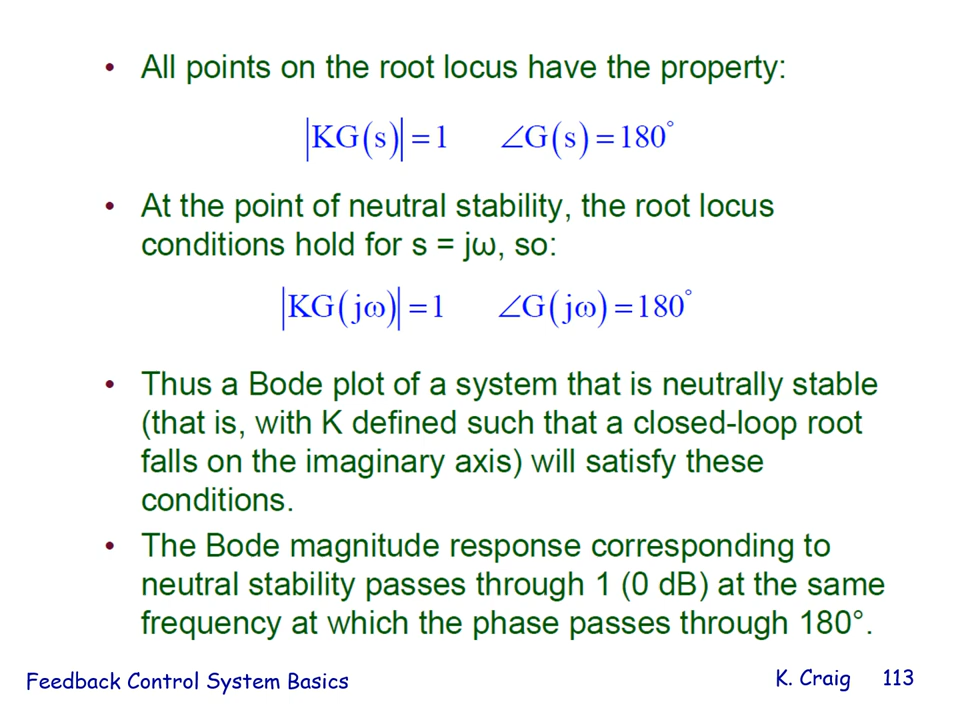 • All points on the root locus have the property:
|KG(s)| = 1 ∠G(s) = 180°
• At the point of neutral stability, the root locus
conditions hold for s = jω, so:
|KG(jω)| = 1 ∠G(jω) = 180°
• Thus a Bode plot of a system that is neutrally stable
(that is, with K defined such that a closed-loop root
falls on the imaginary axis) will satisfy these
conditions.
• The Bode magnitude response corresponding to
neutral stability passes through 1 (0 dB) at the same
frequency at which the phase passes through 180°.
Feedback Control System Basics K. Craig 113